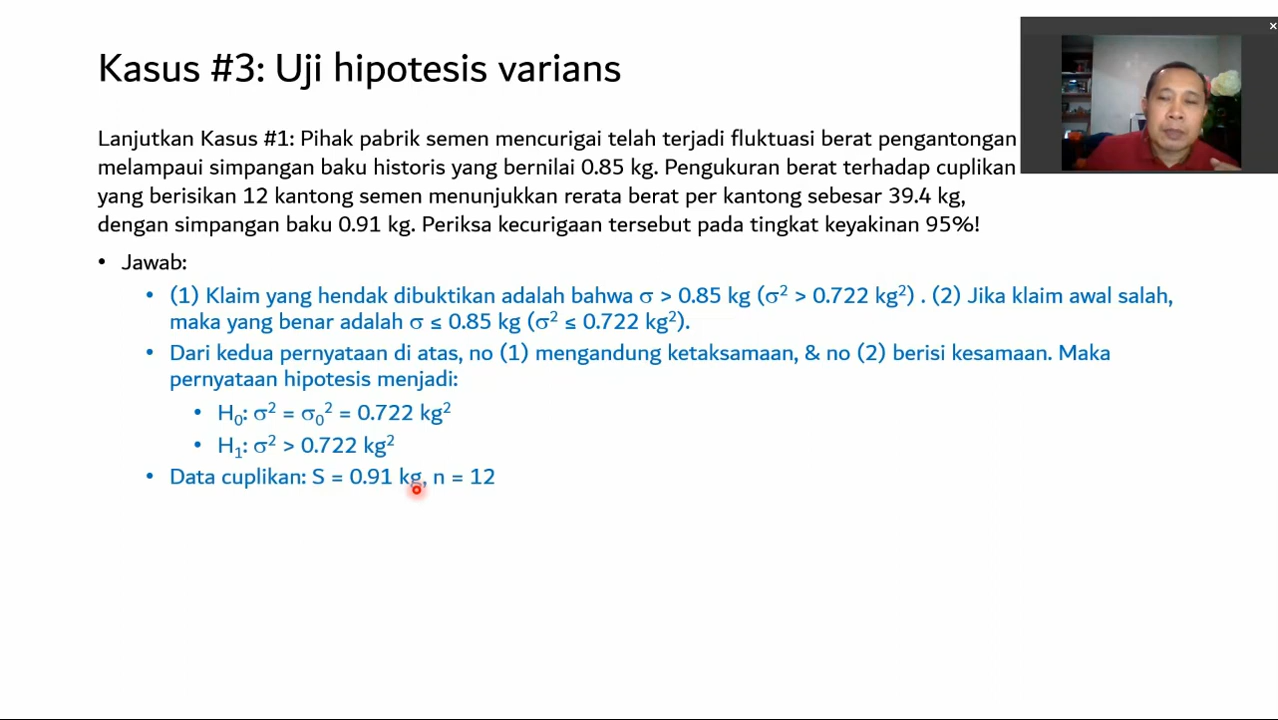 Kasus #3: Uji hipotesis varians
Lanjutkan Kasus #1: Pihak pabrik semen mencurigai telah terjadi fluktuasi berat pengantongan
melampaui simpangan baku historis yang bernilai 0.85 kg. Pengukuran berat terhadap cuplikan
yang berisikan 12 kantong semen menunjukkan rerata berat per kantong sebesar 39.4 kg,
dengan simpangan baku 0.91 kg. Periksa kecurigaan tersebut pada tingkat keyakinan 95%!
• Jawab:
• (1) Klaim yang hendak dibuktikan adalah bahwa σ > 0.85 kg (σ² > 0.722 kg²) . (2) Jika klaim awal salah,
maka yang benar adalah σ ≤ 0.85 kg (σ² ≤ 0.722 kg²).
• Dari kedua pernyataan di atas, no (1) mengandung ketaksamaan, & no (2) berisi kesamaan. Maka
pernyataan hipotesis menjadi:
• H₀: σ² = σ₀² = 0.722 kg²
• H₁: σ² > 0.722 kg²
• Data cuplikan: S = 0.91 kg, n = 12